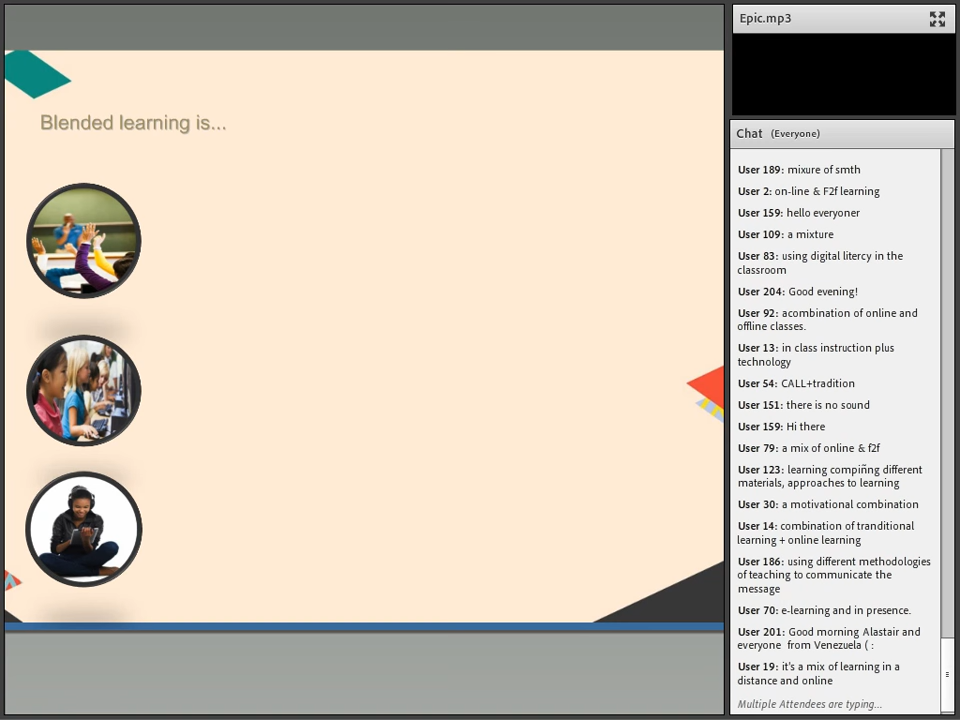 Blended learning is...
Epic.mp3
Chat (Everyone)
User 189: mixure of smth
User 2: on-line & F2f learning
User 159: hello everyoner
User 109: a mixture
User 83: using digital litercy in the
classroom
User 204: Good evening!
User 92: acombination of online and
offline classes.
User 13: in class instruction plus
technology
User 54: CALL+tradition
User 151: there is no sound
User 159: Hi there
User 79: a mix of online & f2f
User 123: learning compiñng different
materials, approaches to learning
User 30: a motivational combination
User 14: combination of tranditional
learning + online learning
User 186: using different methodologies
of teaching to communicate the
message
User 70: e-learning and in presence.
User 201: Good morning Alastair and
everyone from Venezuela ( :
User 19: it's a mix of learning in a
distance and online
Multiple Attendees are typing...